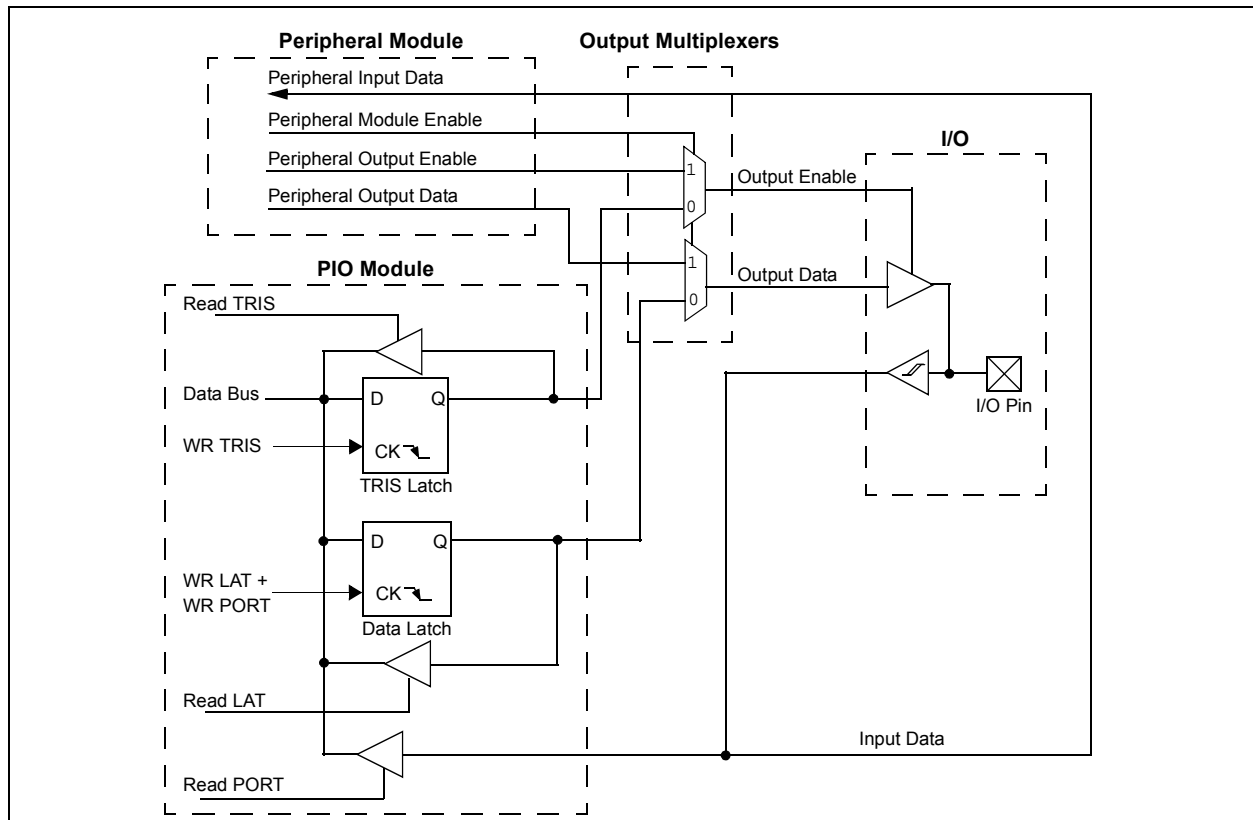 Peripheral Module
Output Multiplexers
Peripheral Input Data
Peripheral Module Enable
I/O
Peripheral Output Enable
1
Output Enable
Peripheral Output Data
0
PIO Module
1
Output Data
0
Read TRIS
Data Bus
D
Q
I/O Pin
WR TRIS
CK
TRIS Latch
D
Q
WR LAT +
WR PORT
CK
Data Latch
Read LAT
Input Data
Read PORT